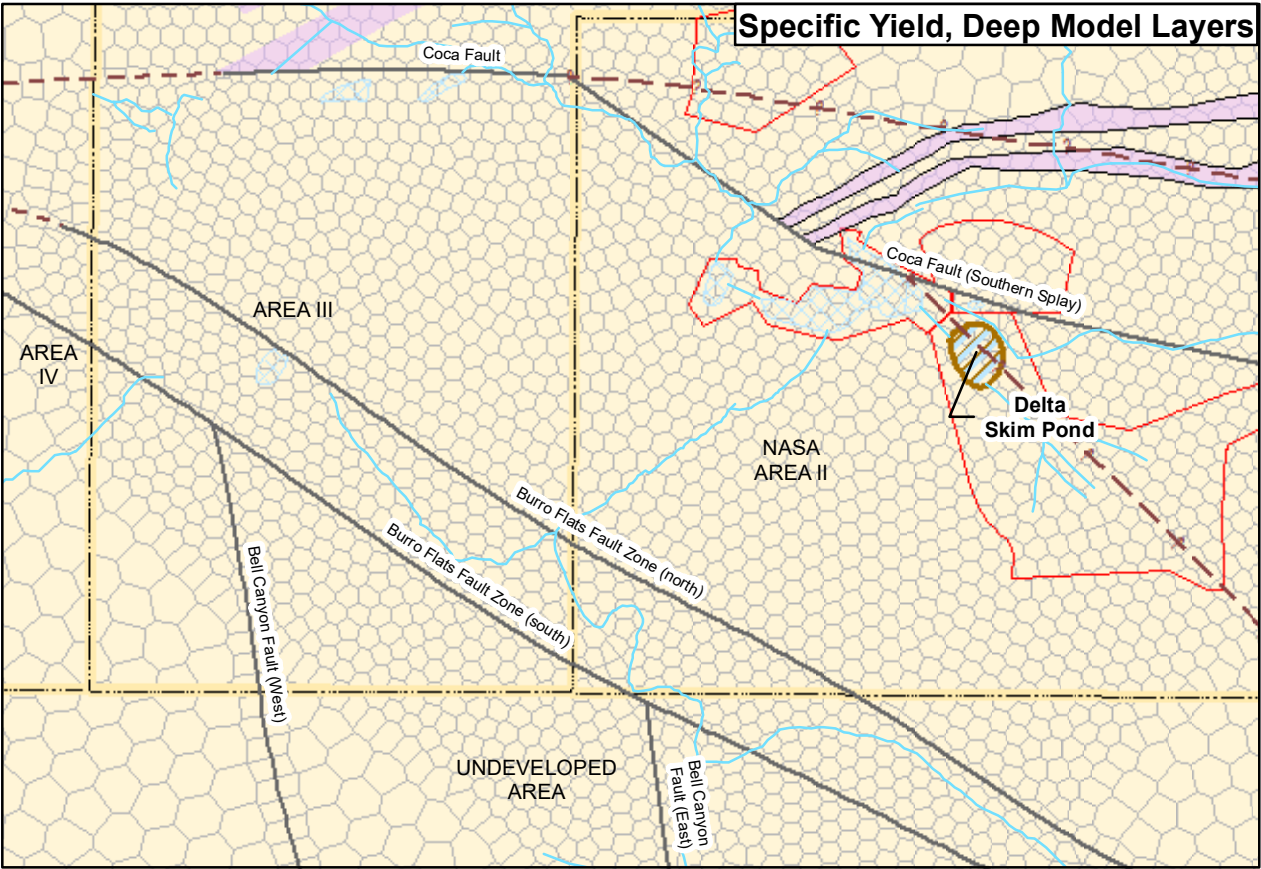 Specific Yield, Deep Model Layers
Coca Fault
Coca Fault (Southern Splay)
AREA III
AREA
IV
Delta
Skim Pond
NASA
AREA II
Burro Flats Fault Zone (north)
Burro Flats Fault Zone (south)
Bell Canyon Fault (West)
UNDEVELOPED
AREA
Bell Canyon
Fault (East)